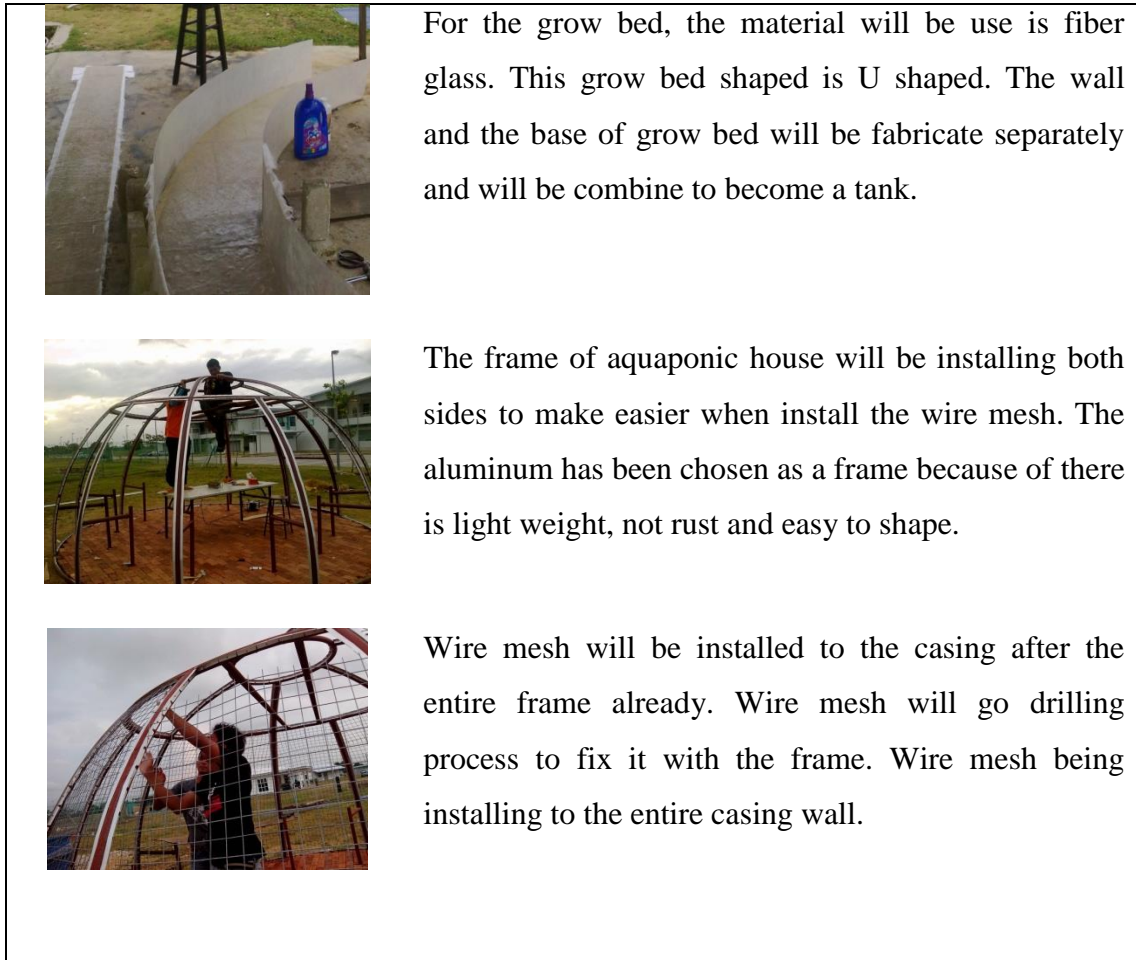 For the grow bed, the material will be use is fiber
glass. This grow bed shaped is U shaped. The wall
and the base of grow bed will be fabricate separately
and will be combine to become a tank.
The frame of aquaponic house will be installing both
sides to make easier when install the wire mesh. The
aluminum has been chosen as a frame because of there
is light weight, not rust and easy to shape.
Wire mesh will be installed to the casing after the
entire frame already. Wire mesh will go drilling
process to fix it with the frame. Wire mesh being
installing to the entire casing wall.